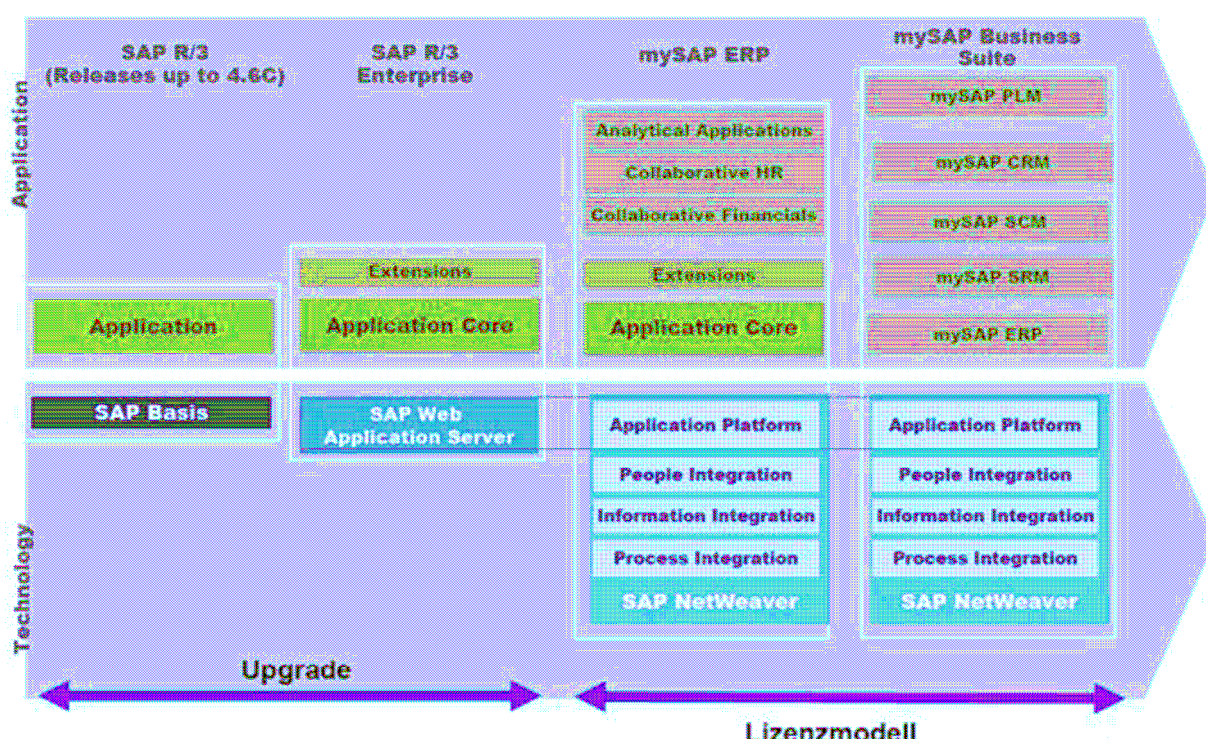 SAP R/3
(Releases up to 4.6C)
SAP R/3
Enterprise
mySAP ERP
mySAP Business
Suite
Application
Application
SAP Basis
Extensions
Application Core
SAP Web
Application Server
Analytical Applications
Collaborative HR
Collaborative Financials
Extensions
Application Core
Application Platform
People Integration
Information Integration
Process Integration
SAP NetWeaver
mySAP PLM
mySAP CRM
mySAP SCM
mySAP SRM
mySAP ERP
Application Platform
People Integration
Information Integration
Process Integration
SAP NetWeaver
Technology
Upgrade
Lizenzmodell